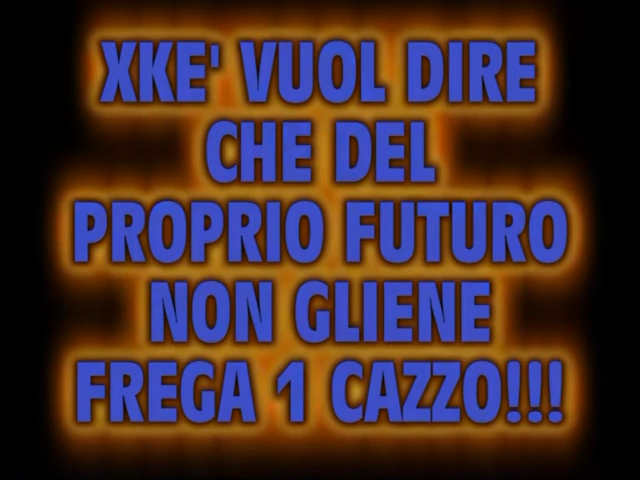 XKE' VUOL DIRE
CHE DEL
PROPRIO FUTURO
NON GLIENE
FREGA 1 CAZZO!!!